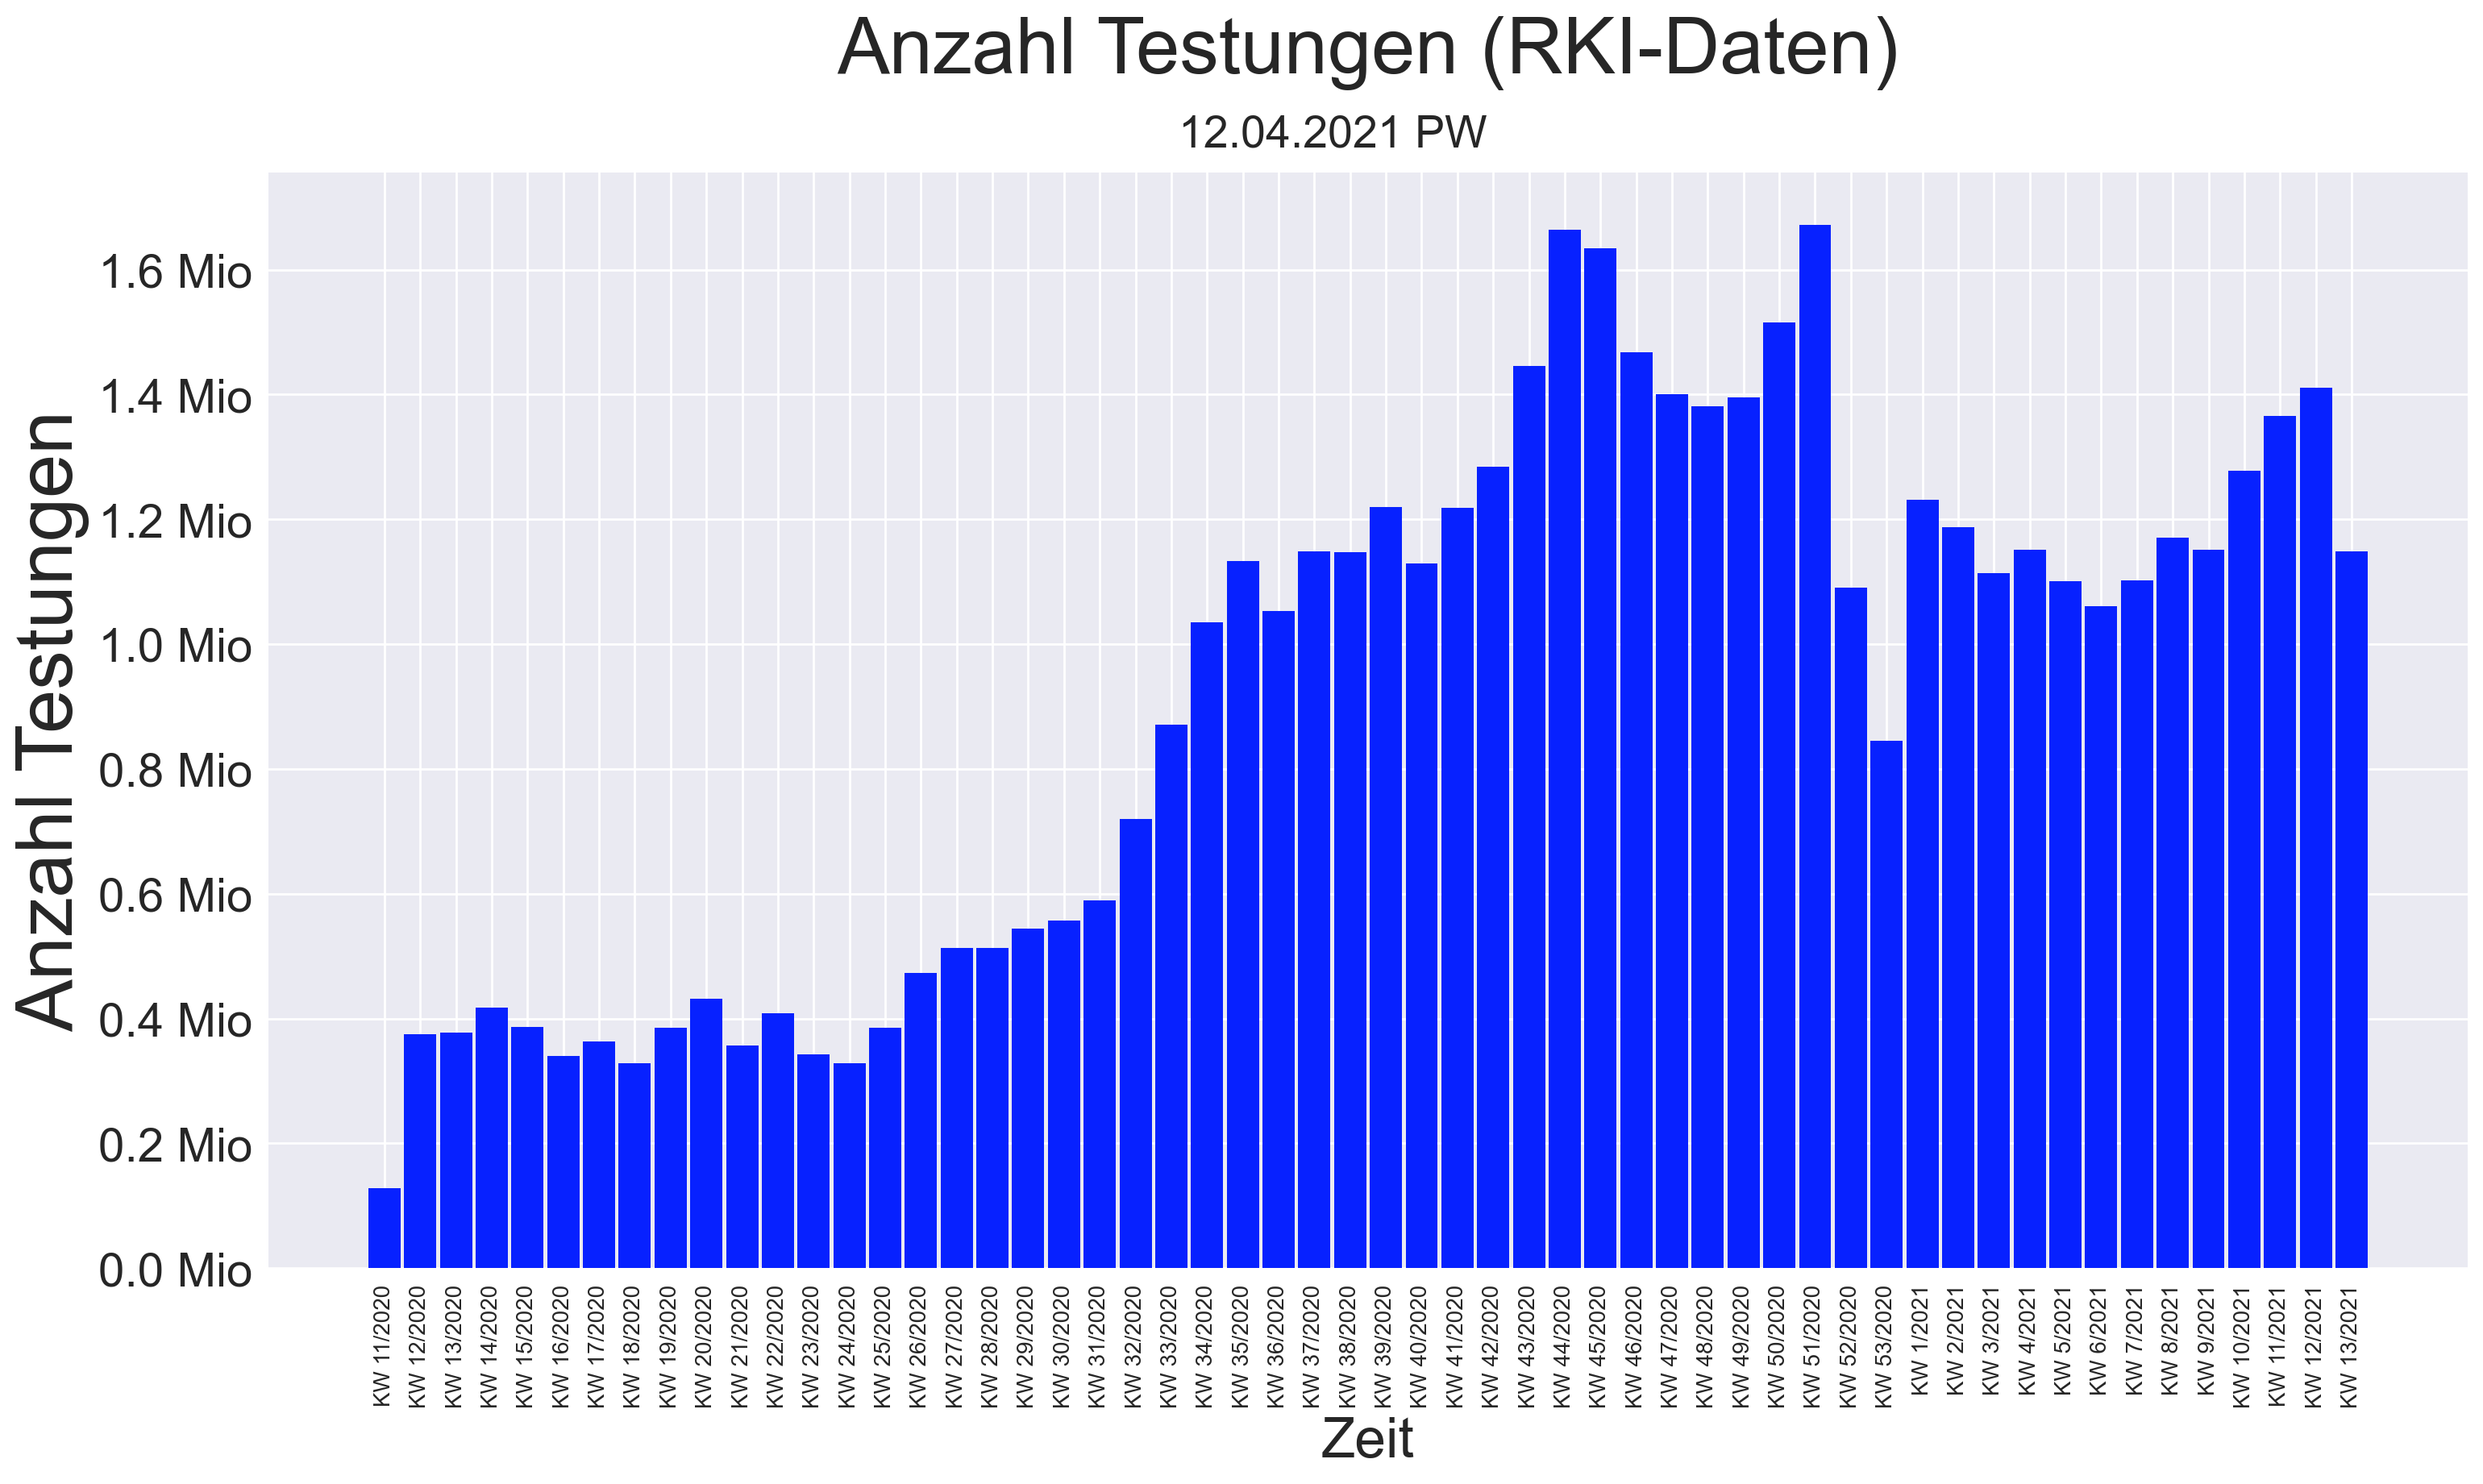 Anzahl Testungen (RKI-Daten)
12.04.2021 PW
Anzahl Testungen
1.6 Mio
1.4 Mio
1.2 Mio
1.0 Mio
0.8 Mio
0.6 Mio
0.4 Mio
0.2 Mio
0.0 Mio
KW 11/2020
KW 12/2020
KW 13/2020
KW 14/2020
KW 15/2020
KW 16/2020
KW 17/2020
KW 18/2020
KW 19/2020
KW 20/2020
KW 21/2020
KW 22/2020
KW 23/2020
KW 24/2020
KW 25/2020
KW 26/2020
KW 27/2020
KW 28/2020
KW 29/2020
KW 30/2020
KW 31/2020
KW 32/2020
KW 33/2020
KW 34/2020
KW 35/2020
KW 36/2020
KW 37/2020
KW 38/2020
KW 39/2020
KW 40/2020
KW 41/2020
KW 42/2020
KW 43/2020
KW 44/2020
KW 45/2020
KW 46/2020
KW 47/2020
KW 48/2020
KW 49/2020
KW 50/2020
KW 51/2020
KW 52/2020
KW 53/2020
KW 1/2021
KW 2/2021
KW 3/2021
KW 4/2021
KW 5/2021
KW 6/2021
KW 7/2021
KW 8/2021
KW 9/2021
KW 10/2021
KW 11/2021
KW 12/2021
KW 13/2021
Zeit